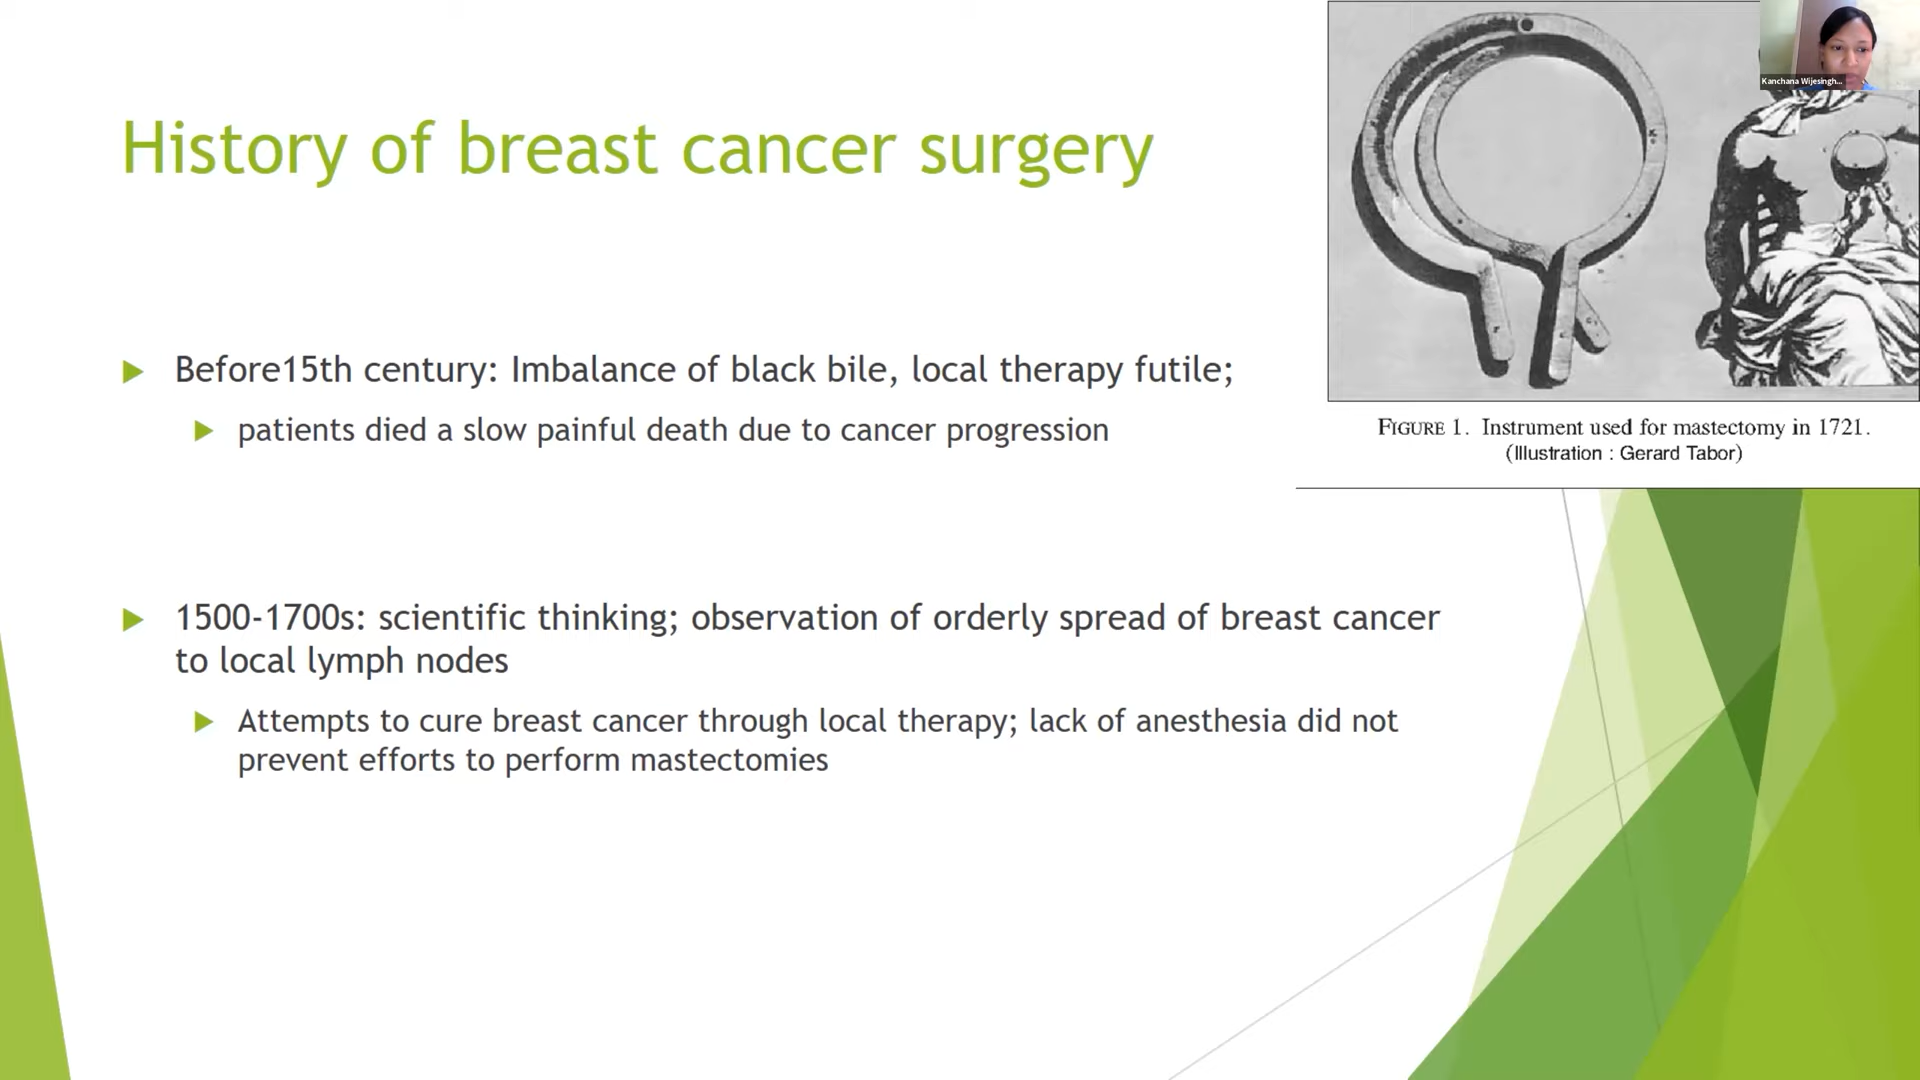 Kanchana Wijesingh...
History of breast cancer surgery
Before15th century: Imbalance of black bile, local therapy futile;
patients died a slow painful death due to cancer progression
FIGURE 1. Instrument used for mastectomy in 1721.
(Illustration : Gerard Tabor)
1500-1700s: scientific thinking; observation of orderly spread of breast cancer
to local lymph nodes
Attempts to cure breast cancer through local therapy; lack of anesthesia did not
prevent efforts to perform mastectomies